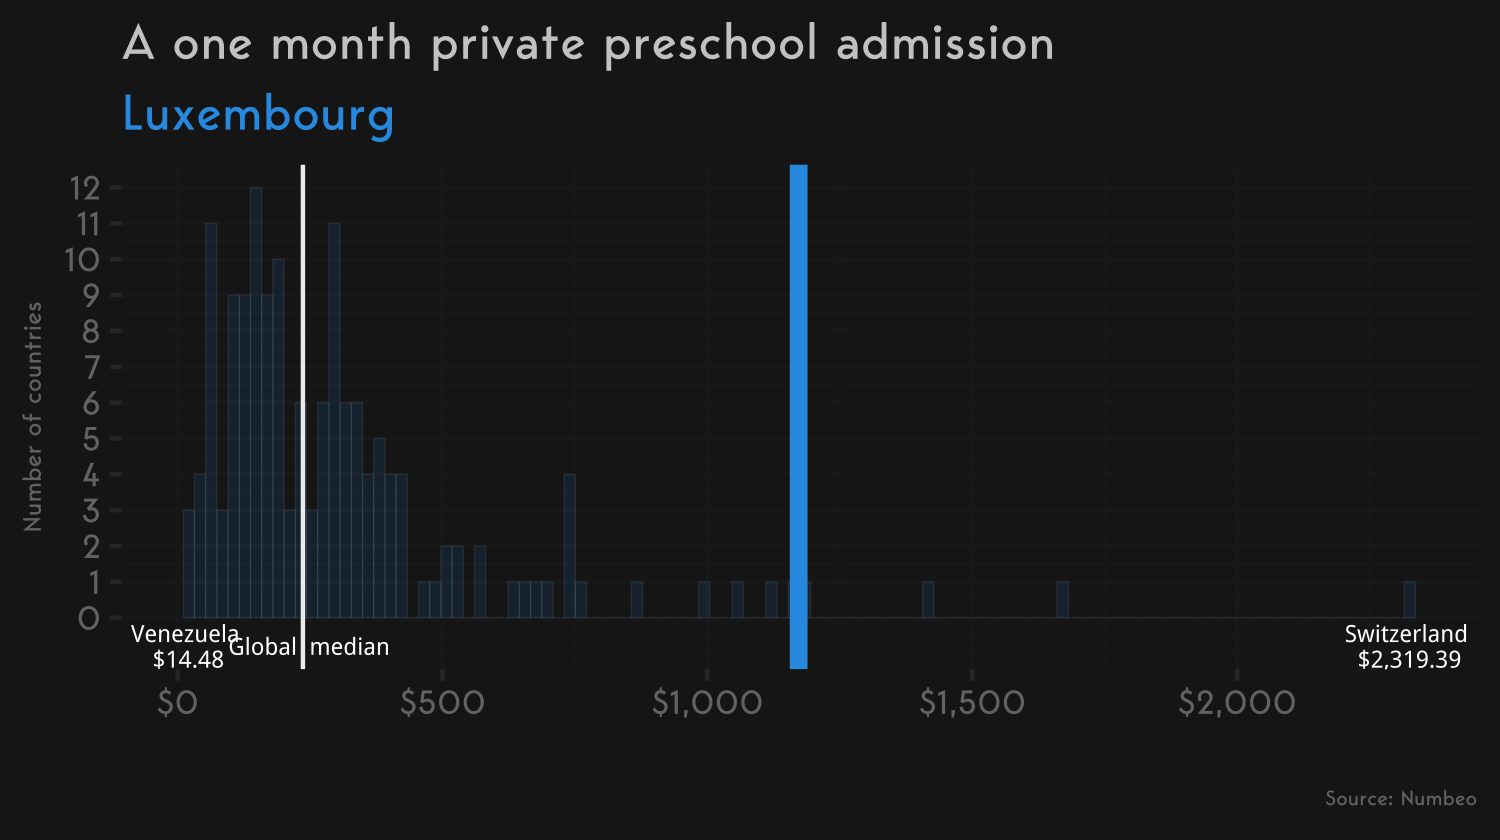 A one month private preschool admission
Luxembourg
Number of countries
12
11
10
9
8
7
6
5
4
3
2
1
0
Venezuela
$14.48
Global median
Switzerland
$2,319.39
$0 $500 $1,000 $1,500 $2,000
Source: Numbeo